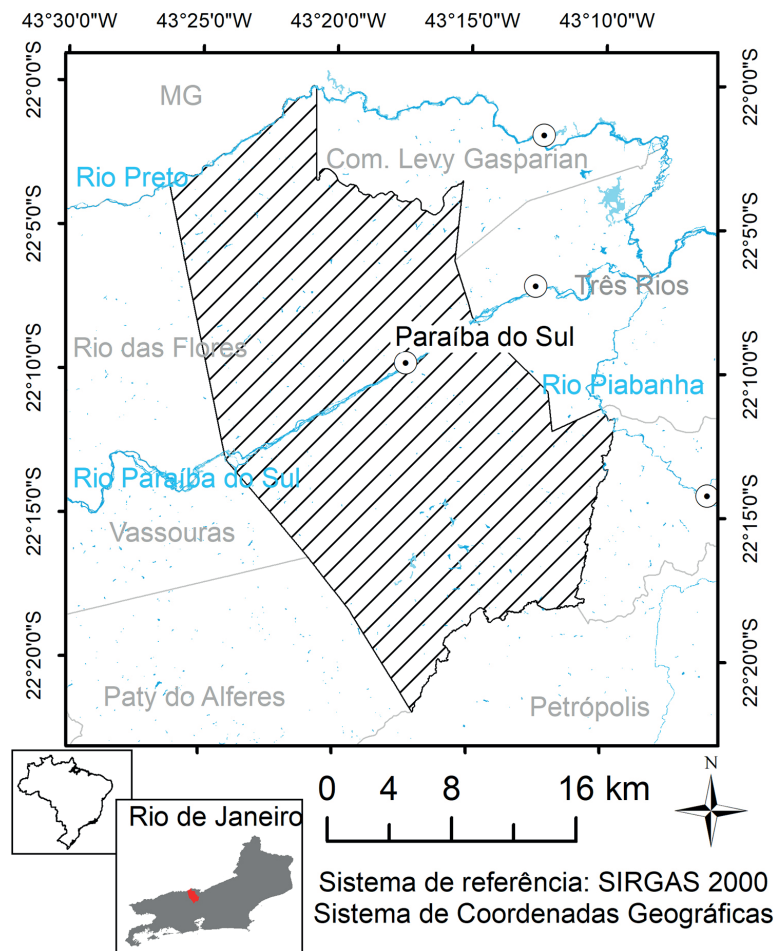 43°30'0"W 43°25'0"W 43°20'0"W 43°15'0"W 43°10'0"W
22°0'0"S
22°0'0"S
MG
Com. Levy Gasparian
Rio Preto
22°5'0"S
22°5'0"S
Três Rios
Paraíba do Sul
Rio das Flores
22°10'0"S
22°10'0"S
Rio Piabanha
Rio Paraíba do Sul
22°15'0"S
22°15'0"S
Vassouras
22°20'0"S
22°20'0"S
Paty do Alferes
Petrópolis
N
0 4 8 16 km
Rio de Janeiro
Sistema de referência: SIRGAS 2000
Sistema de Coordenadas Geográficas